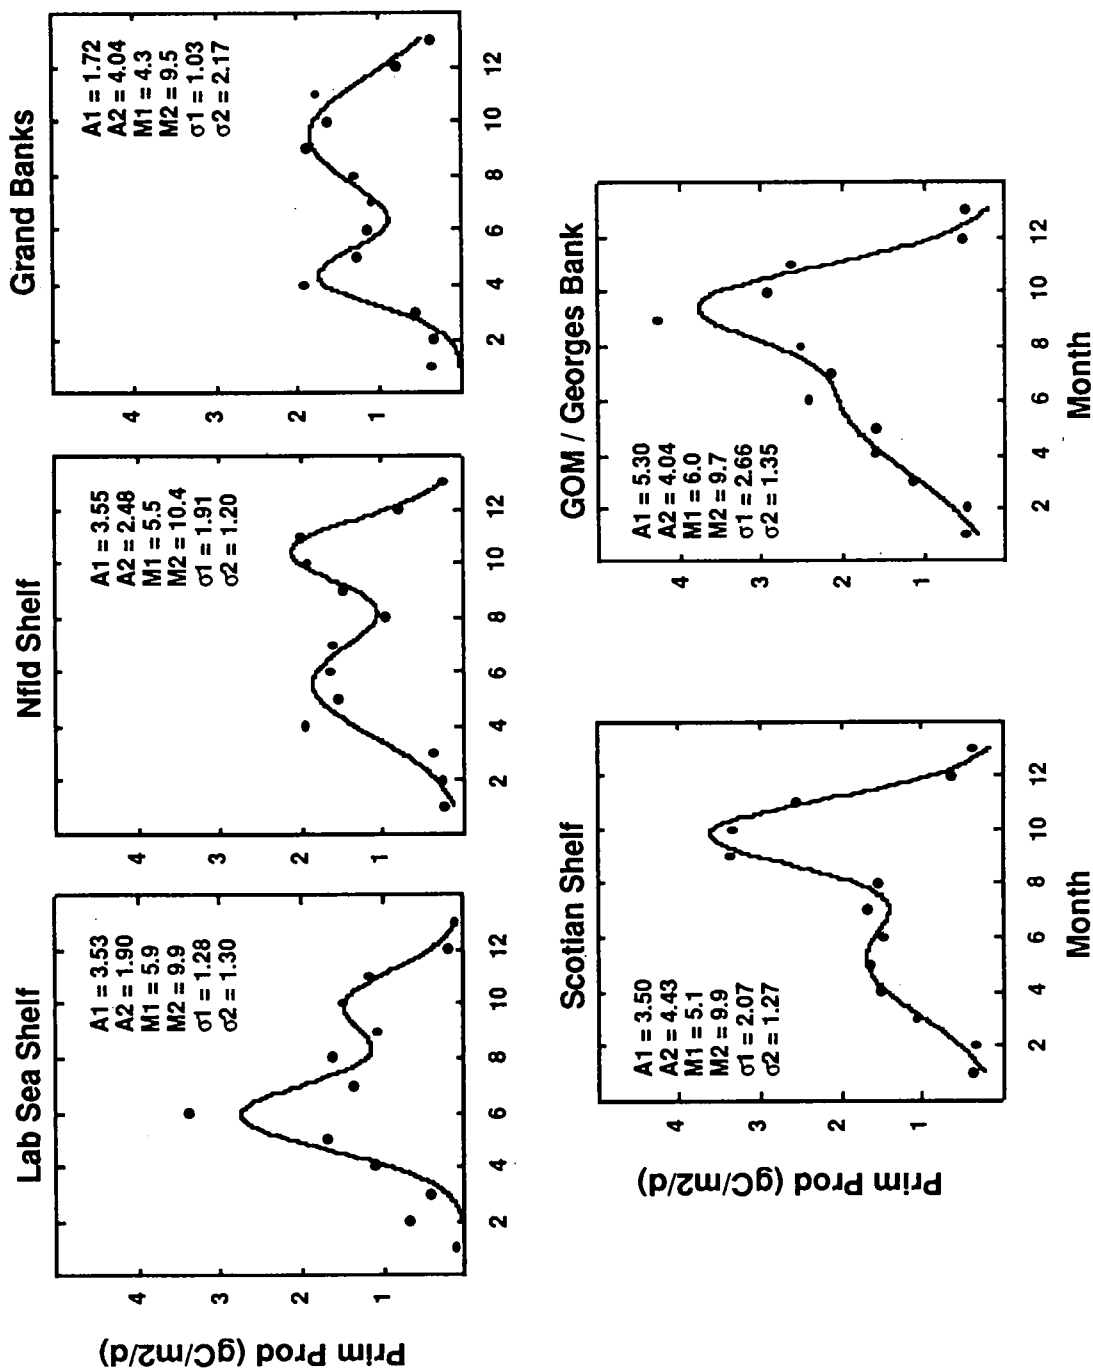 Lab Sea Shelf
A1 = 3.53
A2 = 1.90
M1 = 5.9
M2 = 9.9
σ1 = 1.28
σ2 = 1.30
4
3
2
1
2 4 6 8 10 12
Prim Prod (gC/m2/d)
Nfld Shelf
A1 = 3.55
A2 = 2.48
M1 = 5.5
M2 = 10.4
σ1 = 1.91
σ2 = 1.20
4
3
2
1
2 4 6 8 10 12
Grand Banks
A1 = 1.72
A2 = 4.04
M1 = 4.3
M2 = 9.5
σ1 = 1.03
σ2 = 2.17
4
3
2
1
2 4 6 8 10 12
Scotian Shelf
A1 = 3.50
A2 = 4.43
M1 = 5.1
M2 = 9.9
σ1 = 2.07
σ2 = 1.27
4
3
2
1
2 4 6 8 10 12
Month
Prim Prod (gC/m2/d)
GOM / Georges Bank
A1 = 5.30
A2 = 4.04
M1 = 6.0
M2 = 9.7
σ1 = 2.66
σ2 = 1.35
4
3
2
1
2 4 6 8 10 12
Month